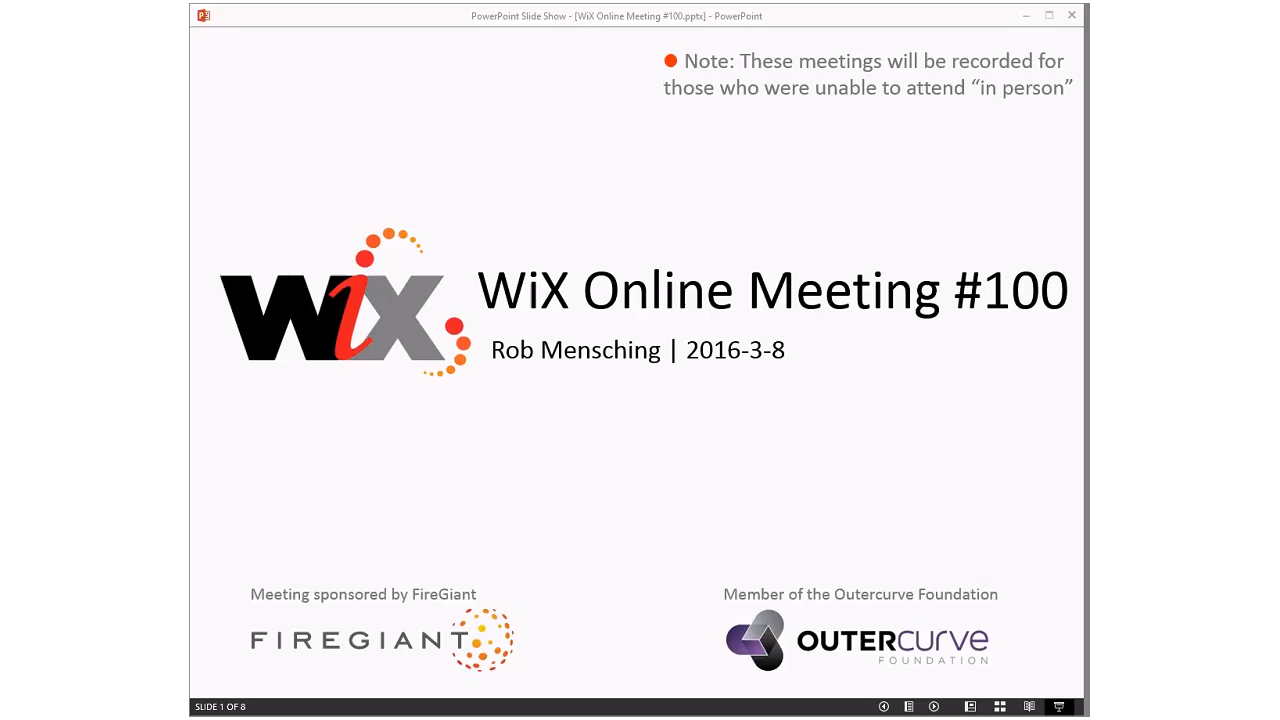 PowerPoint Slide Show - [WiX Online Meeting #100.pptx] - PowerPoint
Note: These meetings will be recorded for
those who were unable to attend “in person”
WiX
WiX Online Meeting #100
Rob Mensching | 2016-3-8
Meeting sponsored by FireGiant
FIREGIANT
Member of the Outercurve Foundation
OUTERCURVE
FOUNDATION
SLIDE 1 OF 8